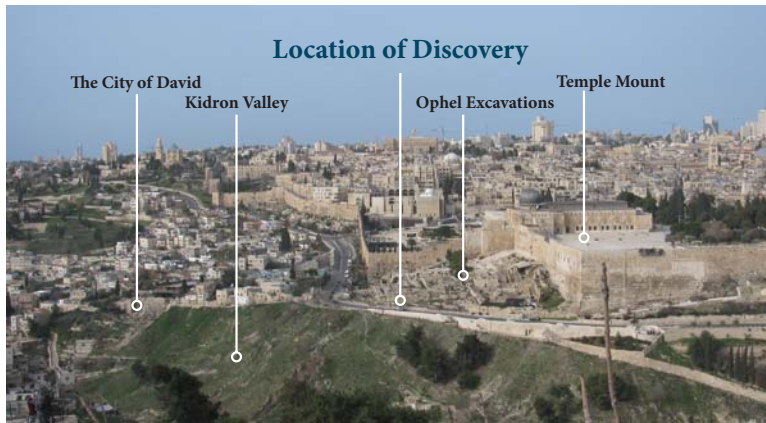 Location of Discovery
The City of David
Kidron Valley
Ophel Excavations
Temple Mount